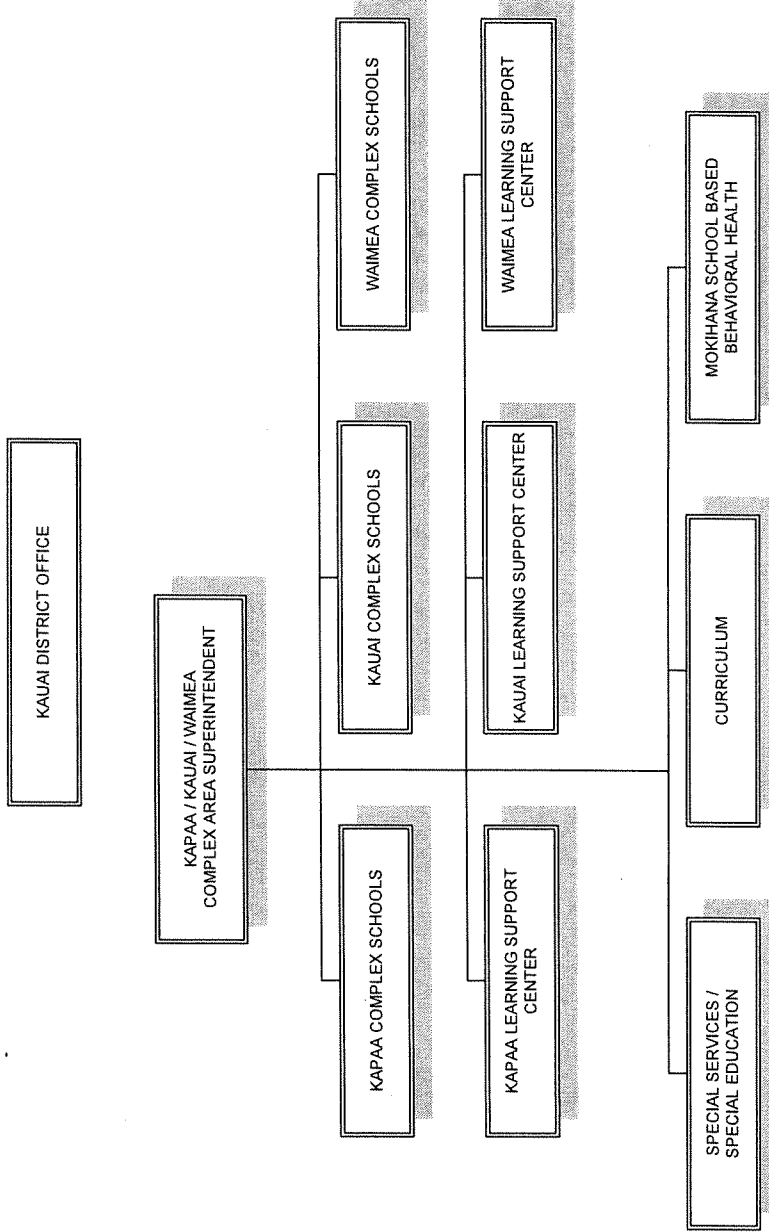 KAUAI DISTRICT OFFICE
KAPAA / KAUAI / WAIMEA
COMPLEX AREA SUPERINTENDENT
KAPAA COMPLEX SCHOOLS
KAUAI COMPLEX SCHOOLS
WAIMEA COMPLEX SCHOOLS
KAPAA LEARNING SUPPORT
CENTER
KAUAI LEARNING SUPPORT CENTER
WAIMEA LEARNING SUPPORT
CENTER
SPECIAL SERVICES /
SPECIAL EDUCATION
CURRICULUM
MOKIHANA SCHOOL BASED
BEHAVIORAL HEALTH